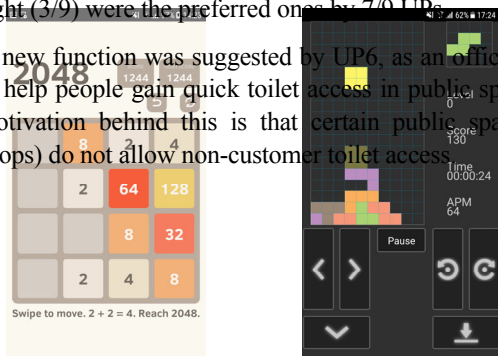 ght (3/9) were the preferred ones by 7/9 UPs.
62% 17:24
new function was suggested by UP6, as an offic
2048
1244 1244
help people gain quick toilet access in public sp
Level
0
otivation behind this is that certain public spa
Score
130
8 2 4
ops) do not allow non-customer toilet access.
Time
00:00:24
2 64 128
APM
64
8 32
Pause
2 4 8
Swipe to move. 2 + 2 = 4. Reach 2048.